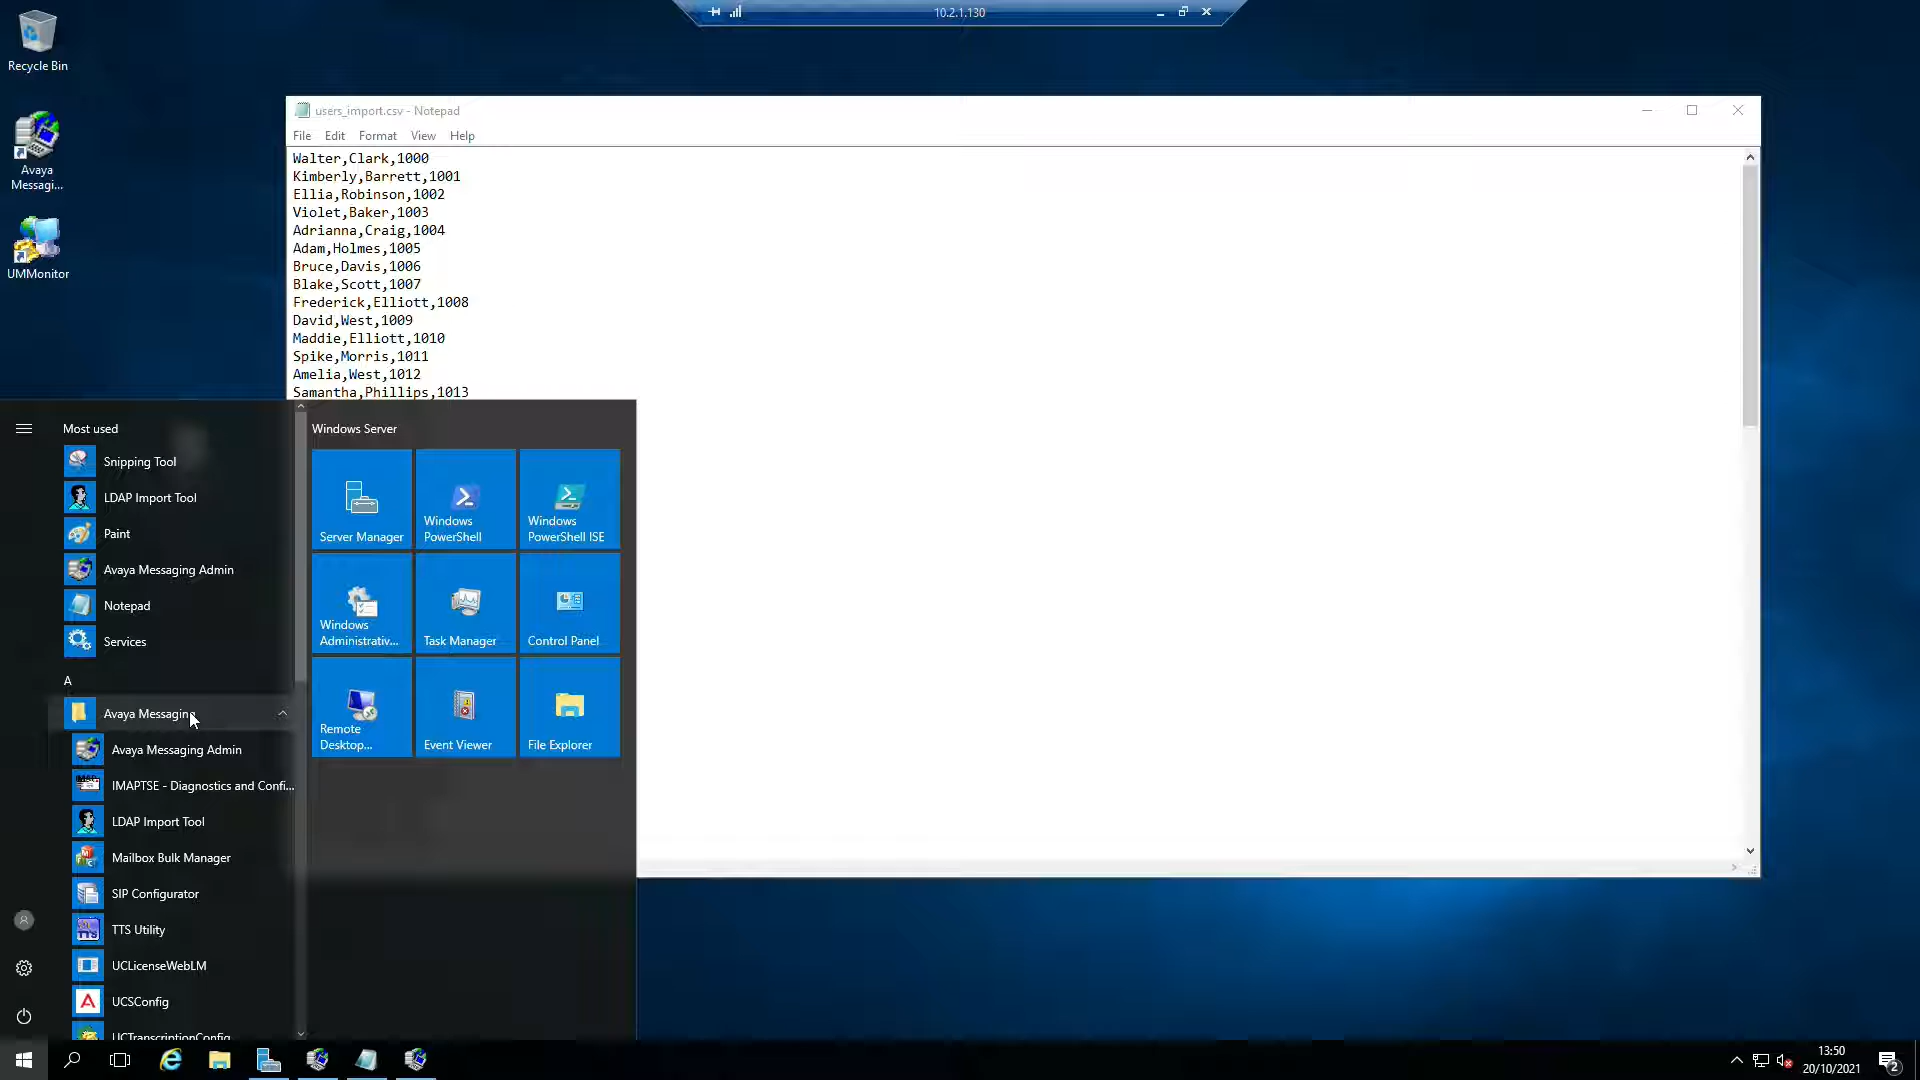 10.2.1.130
Recycle Bin
Avaya
Messagi...
UMMonitor
users_import.csv - Notepad
File Edit Format View Help
Walter,Clark,1000
Kimberly,Barrett,1001
Ellia,Robinson,1002
Violet,Baker,1003
Adrianna,Craig,1004
Adam,Holmes,1005
Bruce,Davis,1006
Blake,Scott,1007
Frederick,Elliott,1008
David,West,1009
Maddie,Elliott,1010
Spike,Morris,1011
Amelia,West,1012
Samantha,Phillips,1013
Most used
Snipping Tool
LDAP Import Tool
Paint
Avaya Messaging Admin
Notepad
Services
A
Avaya Messaging
Avaya Messaging Admin
IMAPTSE - Diagnostics and Confi...
LDAP Import Tool
Mailbox Bulk Manager
SIP Configurator
TTS Utility
UCLicenseWebLM
UCSConfig
UCTranscriptionConfig
Windows Server
Server Manager
Windows
PowerShell
Windows
PowerShell ISE
Windows
Administrativ...
Task Manager
Control Panel
Remote
Desktop...
Event Viewer
File Explorer
13:50
20/10/2021
2